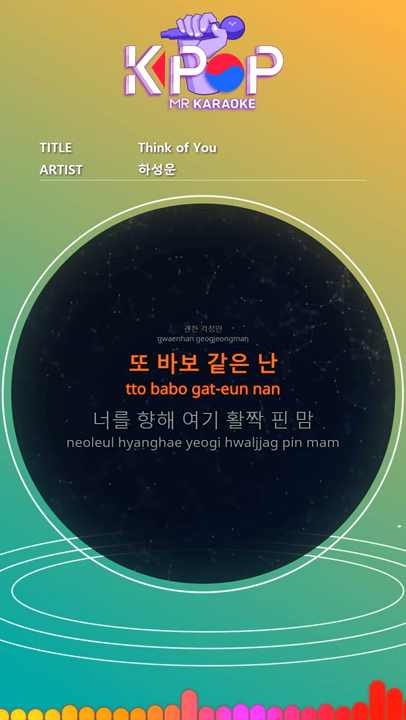 KPOP
MR KARAOKE
TITLE Think of You
ARTIST 하성운
괜한 걱정만
gwaenhan geogjeongman
또 바보 같은 난
tto babo gat-eun nan
너를 향해 여기 활짝 핀 맘
neoleul hyanghae yeogi hwaljjag pin mam